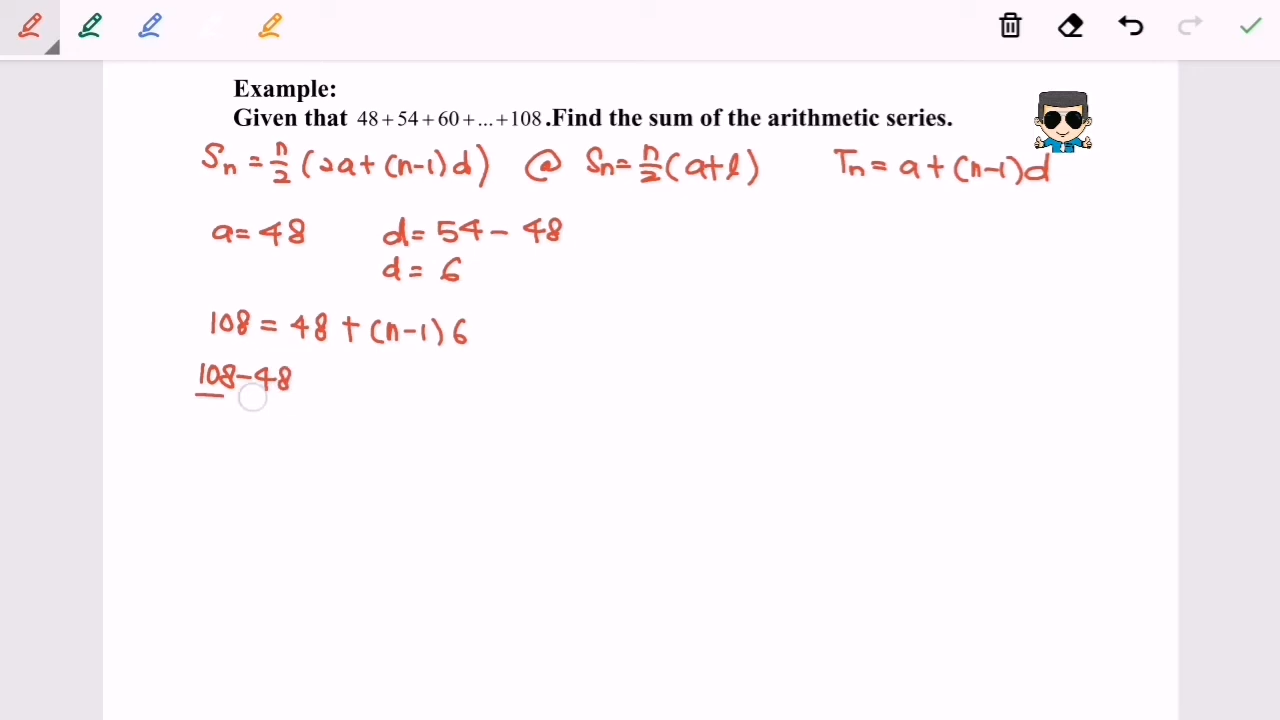 Example:
Given that 48+54+60+...+108.Find the sum of the arithmetic series.
Sn = n/2 (2a + (n-1)d) @ Sn = n/2 (a+l) Tn = a + (n-1)d
a = 48 d = 54 - 48
d = 6
108 = 48 + (n-1)6
108-48